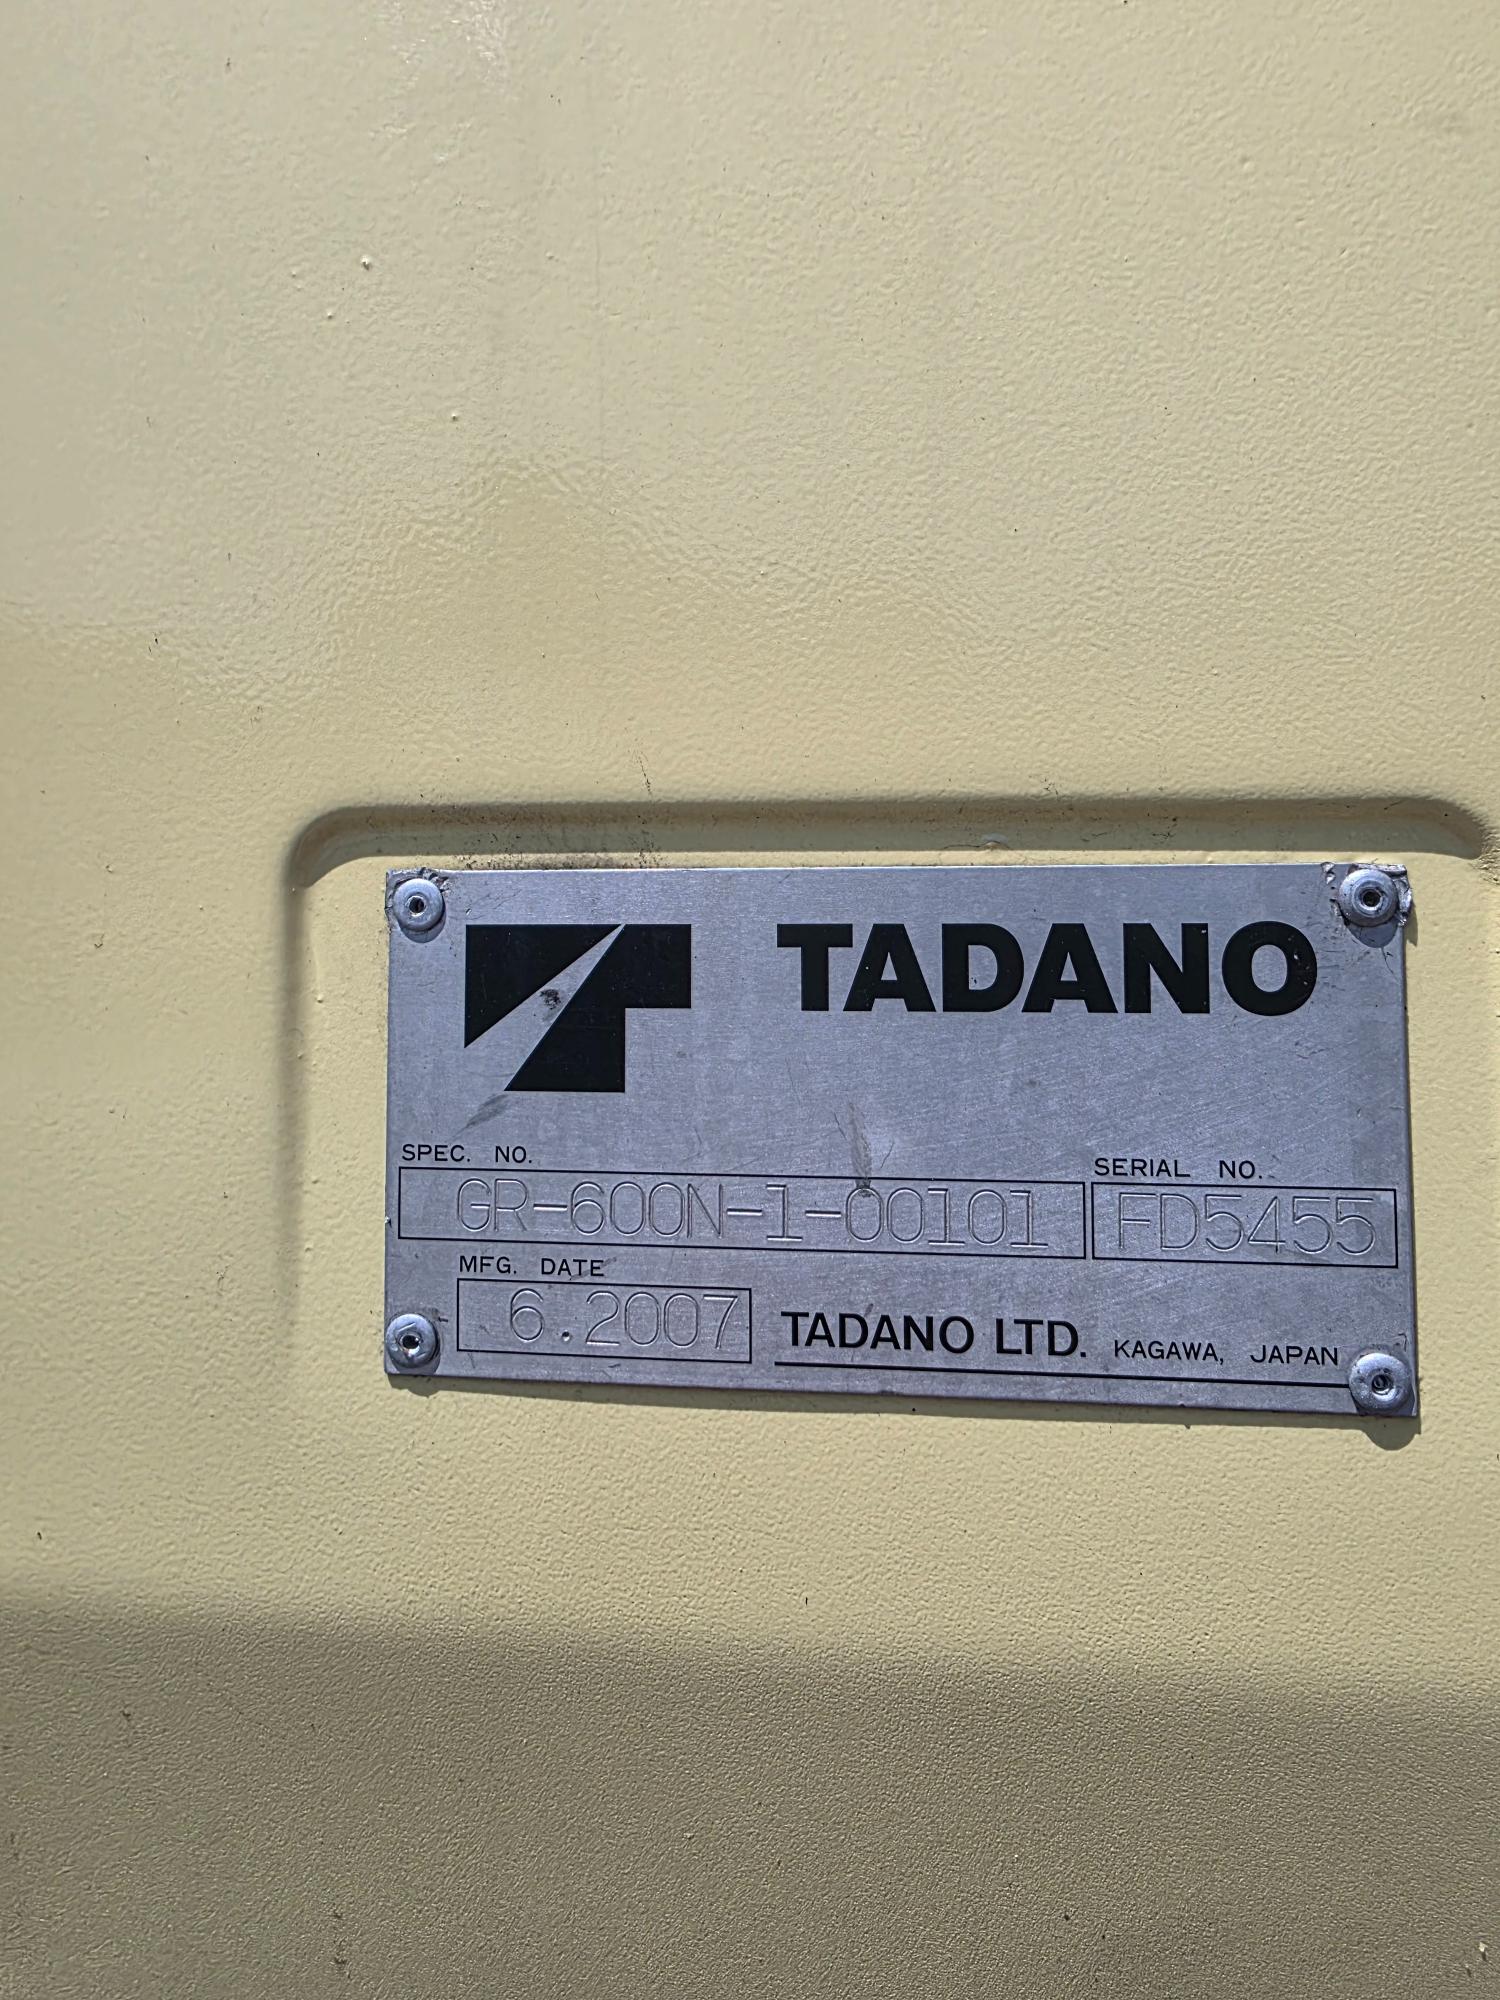 TADANO
SPEC. NO.
SERIAL NO.
GR-600N-1-00101
FD5455
MFG. DATE
6.2007
TADANO LTD. KAGAWA, JAPAN